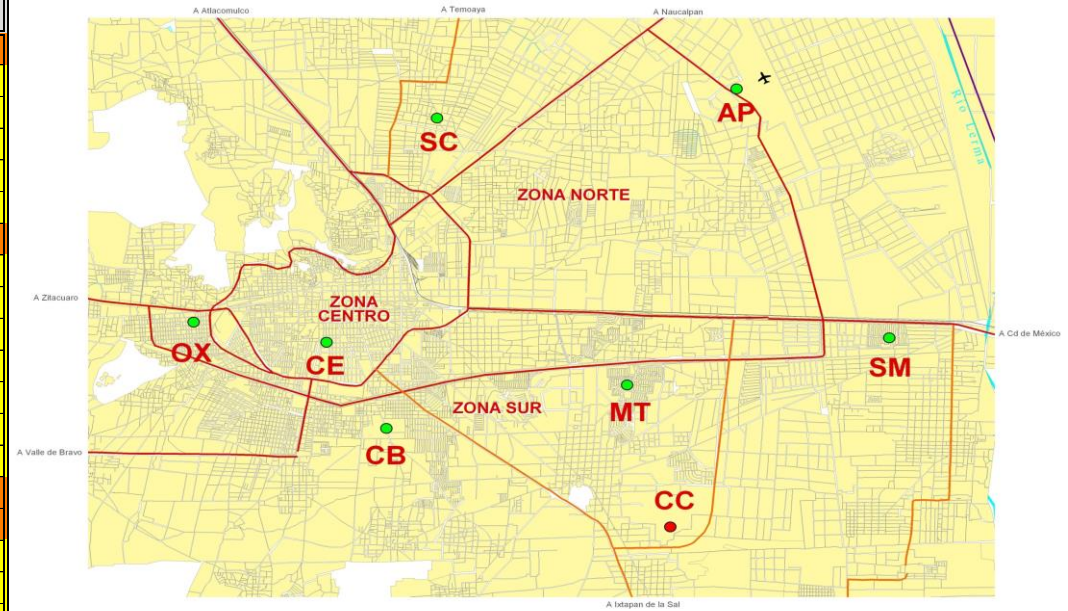 A Atlacomulco
A Temoaya
A Naucalpan
AP
Río Lerma
SC
ZONA NORTE
A Zitacuaro
ZONA
CENTRO
OX
CE
A Cd de México
SM
ZONA SUR
MT
CB
A Valle de Bravo
CC
A Ixtapan de la Sal